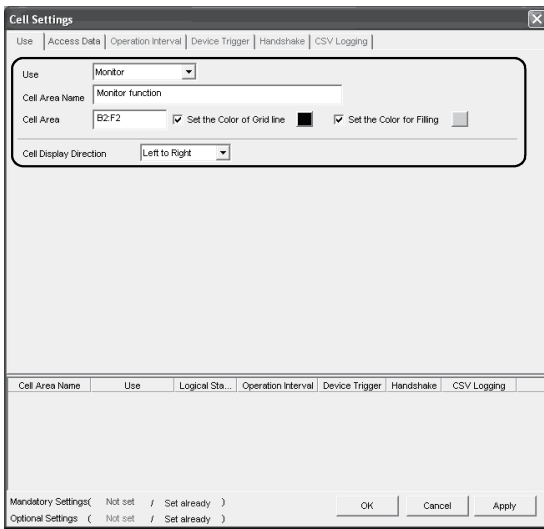 Cell Settings
Use Access Data Operation Interval Device Trigger Handshake CSV Logging
Use Monitor
Cell Area Name Monitor function
Cell Area B2:F2 Set the Color of Grid line Set the Color for Filling
Cell Display Direction Left to Right
Cell Area Name Use Logical Sta... Operation Interval Device Trigger Handshake CSV Logging
Mandatory Settings( Not set / Set already )
Optional Settings ( Not set / Set already )
OK Cancel Apply